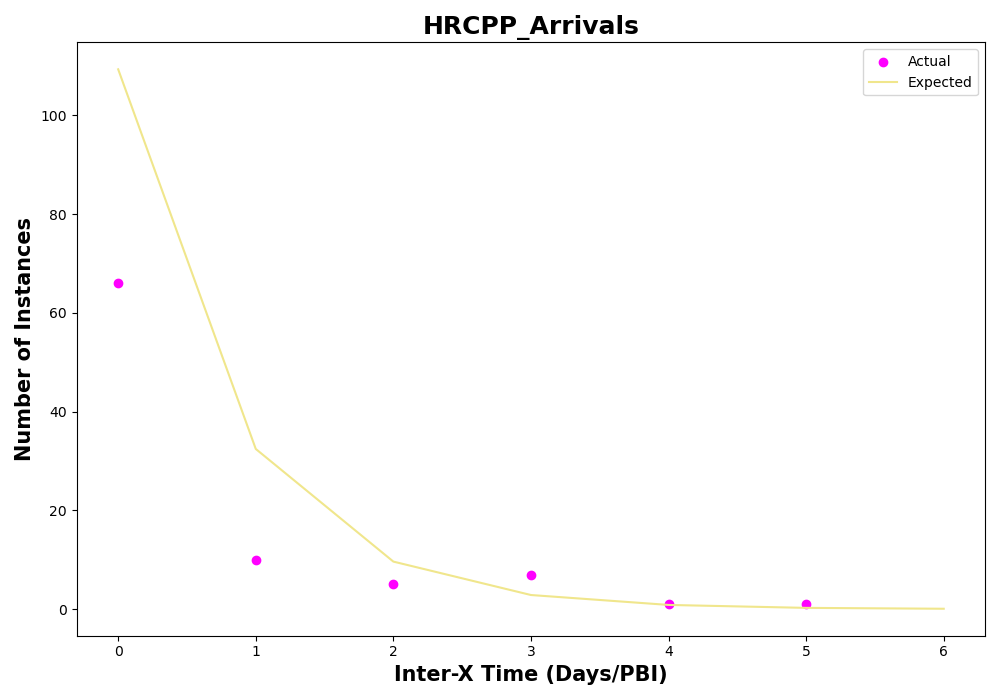 HRCPP_Arrivals
Actual
Expected
Number of Instances
100
80
60
40
20
0
0 1 2 3 4 5 6
Inter-X Time (Days/PBI)